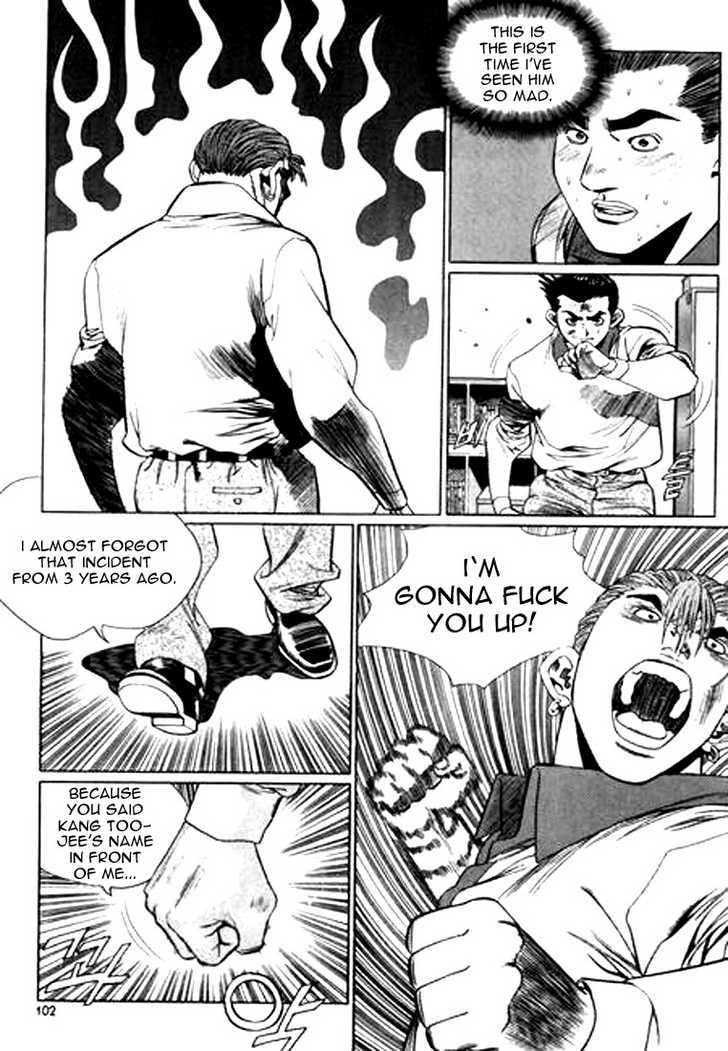 THIS IS
THE FIRST
TIME I'VE
SEEN HIM
SO MAD.
I ALMOST FORGOT
THAT INCIDENT
FROM 3 YEARS AGO.
I'M
GONNA FUCK
YOU UP!
BECAUSE
YOU SAID
KANG TOO-
JEE'S NAME
IN FRONT
OF ME...
102